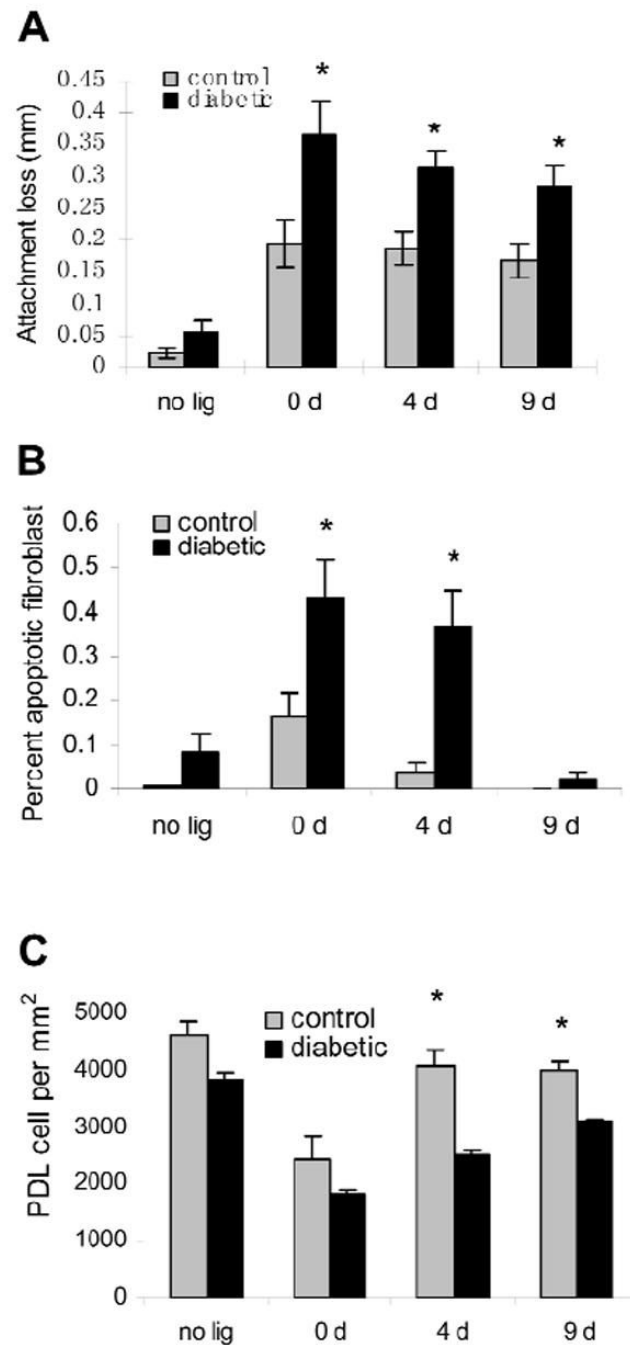 A
Attachment loss (mm)
0.45
0.4
0.35
0.3
0.25
0.2
0.15
0.1
0.05
0
control
diabetic
*
*
*
no lig 0 d 4 d 9 d
B
Percent apoptotic fibroblast
0.6
0.5
0.4
0.3
0.2
0.1
0
control
diabetic
*
*
no lig 0 d 4 d 9 d
C
PDL cell per mm²
5000
4000
3000
2000
1000
0
control
diabetic
*
*
no lig 0 d 4 d 9 d